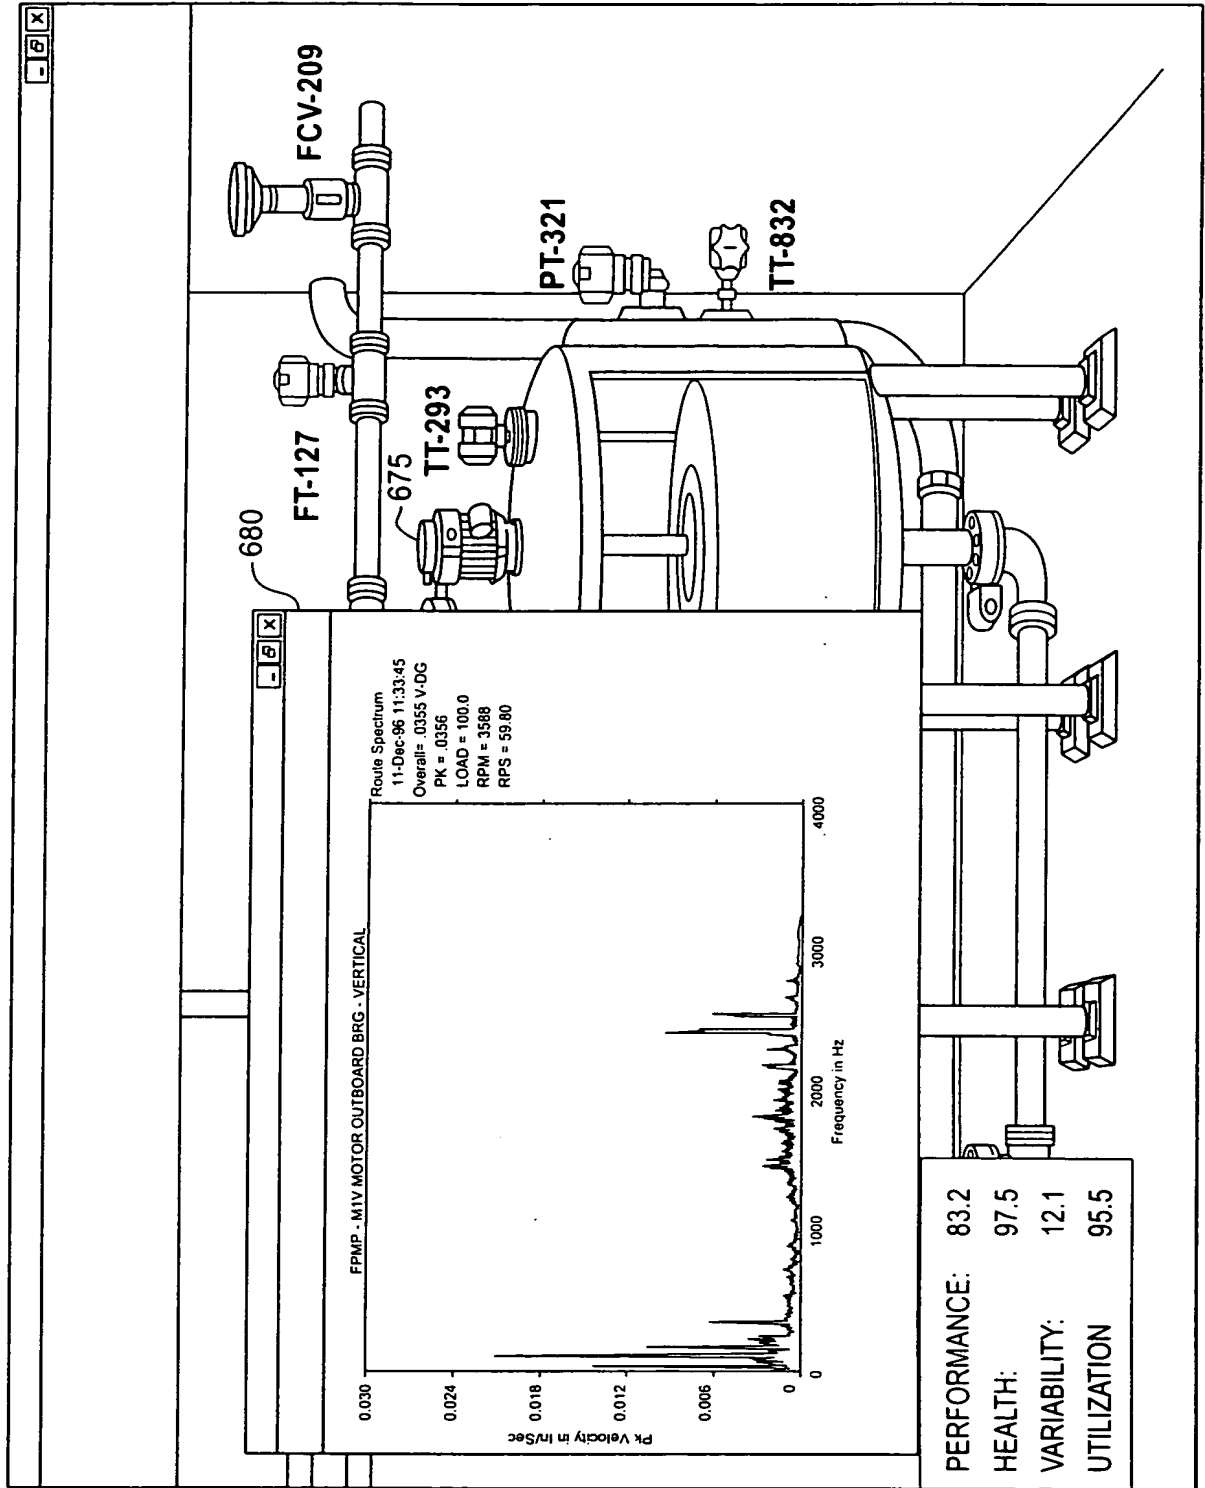 FCV-209
FT-127
PT-321
TT-293
TT-832
675
680
Route Spectrum
11-Dec-96 11:33:45
Overall= .0355 V-DG
PK = .0356
LOAD = 100.0
RPM = 3588
RPS = 59.80
FPMP - M1V MOTOR OUTBOARD BRG - VERTICAL
Pk Velocity in In/Sec
0.030
0.024
0.018
0.012
0.006
0
0 1000 2000 3000 4000
Frequency in Hz
PERFORMANCE: 83.2
HEALTH: 97.5
VARIABILITY: 12.1
UTILIZATION 95.5